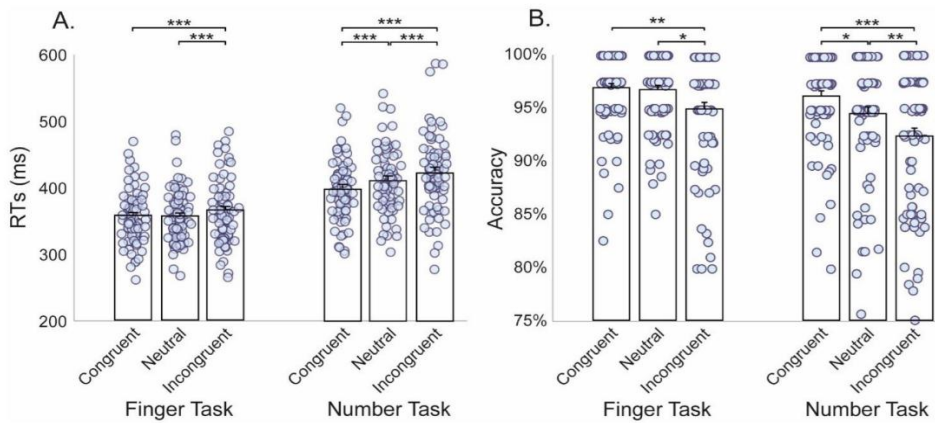 A.
***
***
***
***
***
600
500
400
300
200
RTs (ms)
Congruent
Neutral
Incongruent
Congruent
Neutral
Incongruent
Finger Task
Number Task
B.
**
*
***
*
**
100%
95%
90%
85%
80%
75%
Accuracy
Congruent
Neutral
Incongruent
Congruent
Neutral
Incongruent
Finger Task
Number Task